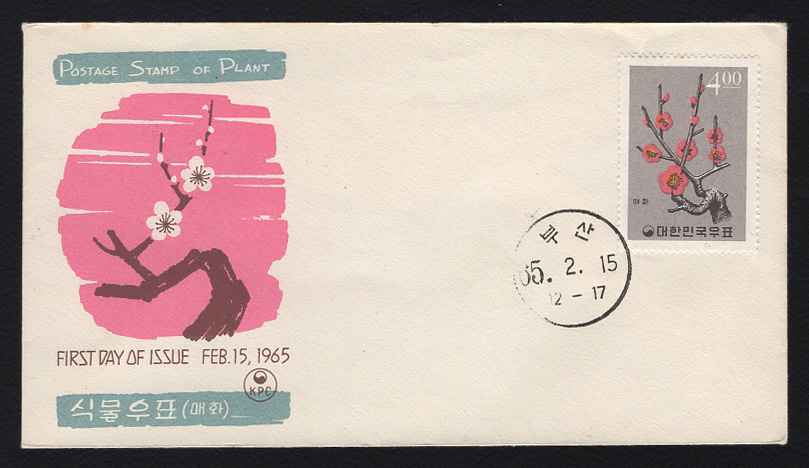 POSTAGE STAMP OF PLANT
FIRST DAY OF ISSUE FEB.15, 1965
KPC
식물우표(매화)
4.00
매화
대한민국우표
부산
65. 2. 15
12-17